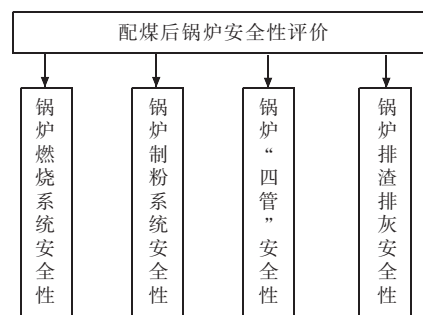 配煤后锅炉安全性评价
锅炉燃烧系统安全性
锅炉制粉系统安全性
锅炉“四管”安全性
锅炉排渣排灰安全性